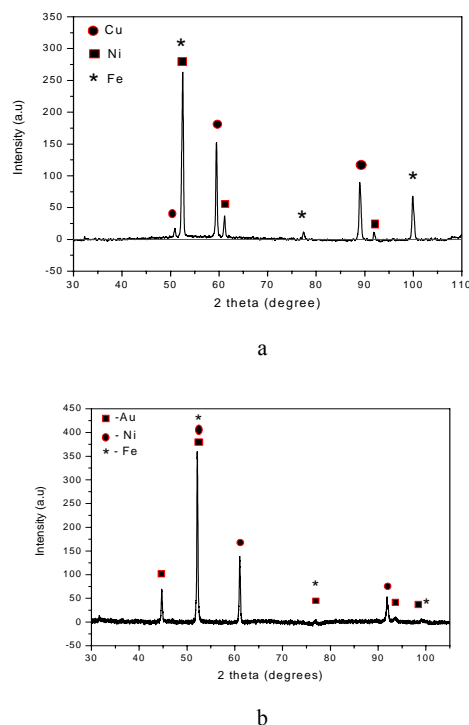 350
300
250
200
150
100
50
0
-50
Intensity (a.u)
Cu
Ni
* Fe
*
*
*
30 40 50 60 70 80 90 100 110
2 theta (degree)
a
450
400
350
300
250
200
150
100
50
0
-50
Intensity (a.u)
-Au
- Ni
* - Fe
*
*
*
30 40 50 60 70 80 90 100
2 theta (degrees)
b